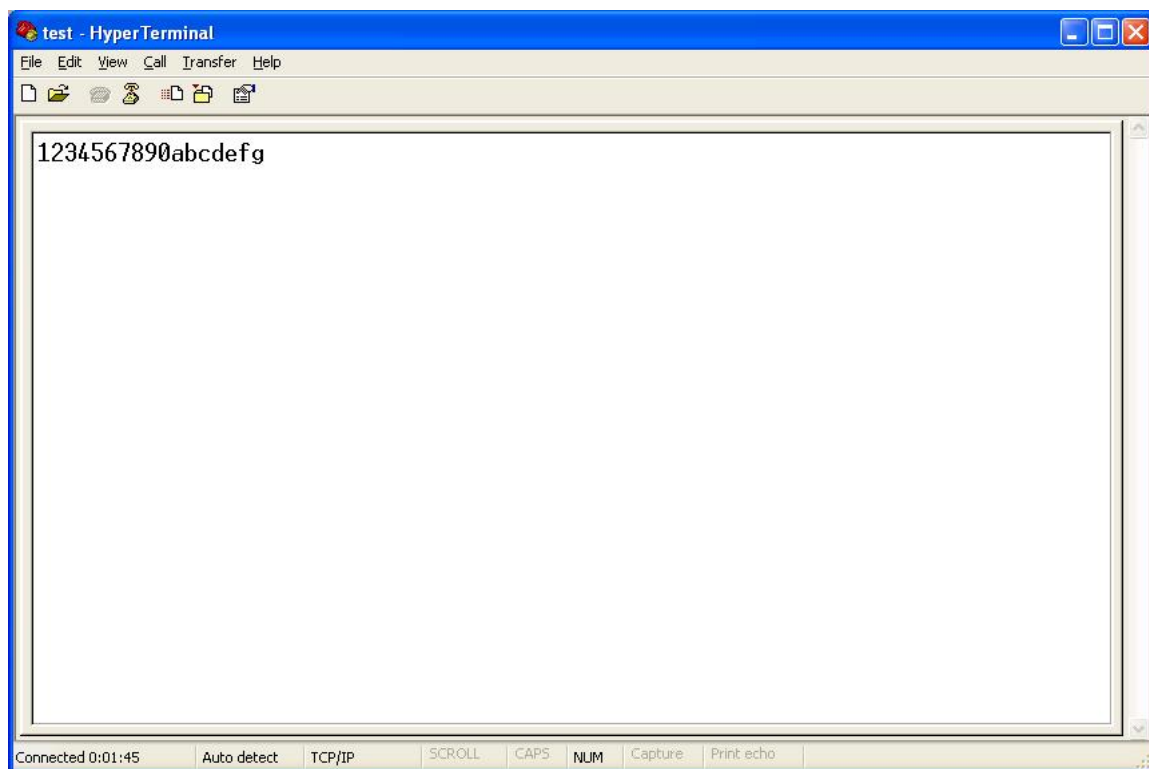 test - HyperTerminal
File Edit View Call Transfer Help
1234567890abcdefg
Connected 0:01:45 Auto detect TCP/IP SCROLL CAPS NUM Capture Print echo